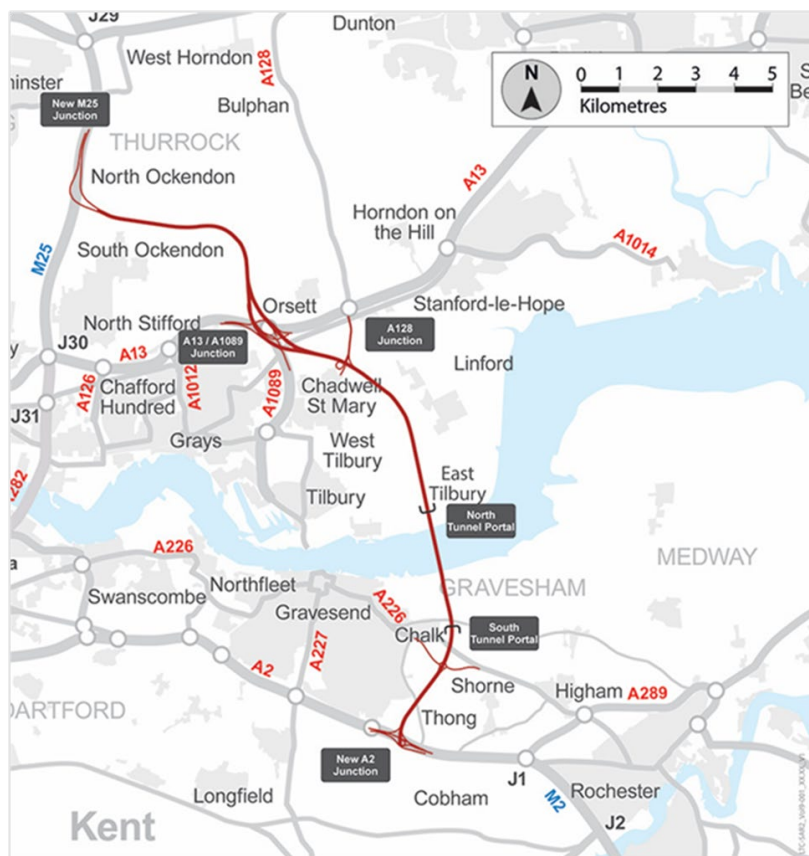 J29
Dunton
West Horndon
A128
minster
Bulphan
N
0 1 2 3 4 5
Kilometres
S
Be
New M25
Junction
THURROCK
North Ockendon
A13
Horndon on
the Hill
A1014
M25
South Ockendon
Orsett
Stanford-le-Hope
North Stifford
A13 / A1089
Junction
A128
Junction
J30
A13
Linford
y
A126
Chafford
Hundred
A1012
A1089
Chadwell
St Mary
J31
Grays
West
Tilbury
East
Tilbury
Tilbury
North
Tunnel Portal
A282
A226
MEDWAY
a
Northfleet
GRAVESHAM
Swanscombe
Gravesend
A226
Chalk
South
Tunnel Portal
A227
A2
Shorne
Higham
A289
DARTFORD
Thong
New A2
Junction
J1
Longfield
Cobham
M2
Rochester
Kent
J2